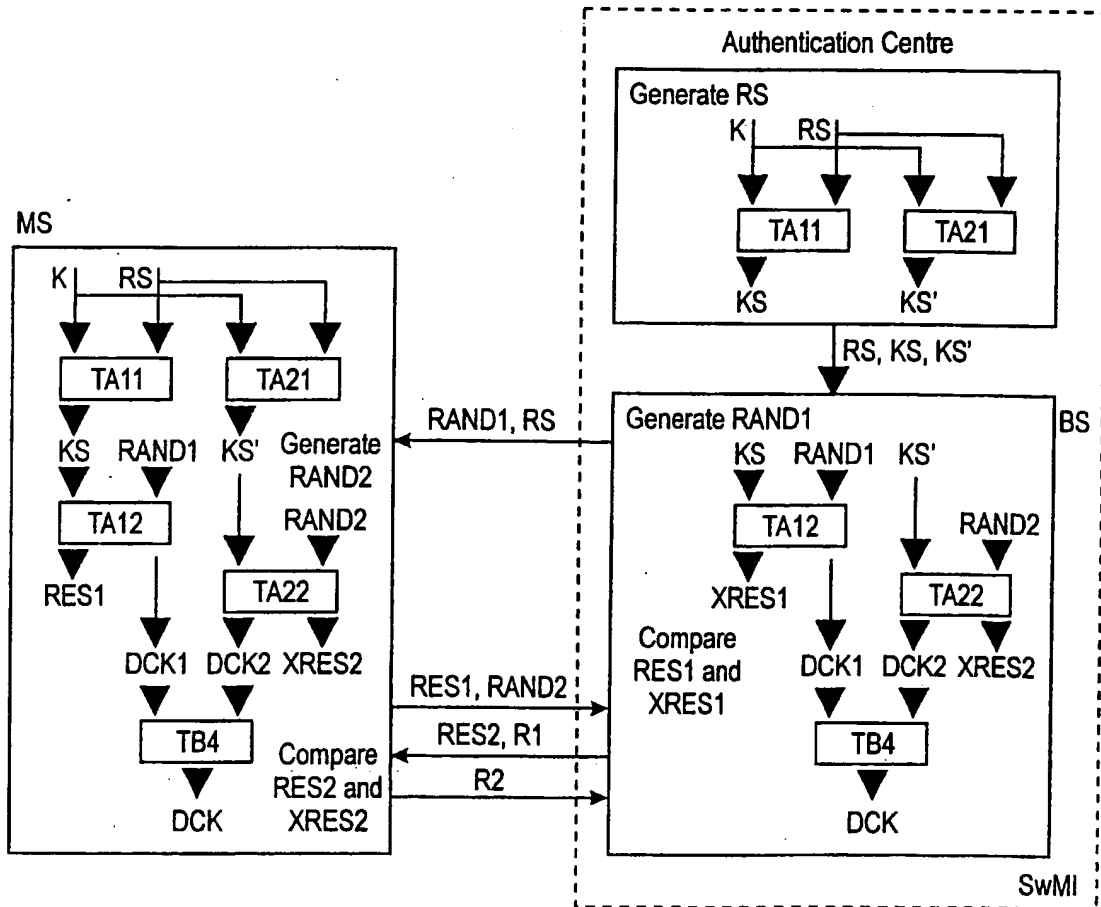 Authentication Centre
Generate RS
K RS
TA11 TA21
KS KS'
RS, KS, KS'
MS
K RS
TA11 TA21
KS RAND1 KS' Generate
RAND2
TA12 RAND2
RES1 TA22
DCK1 DCK2 XRES2
TB4 Compare
RES2 and
DCK XRES2
RAND1, RS
RES1, RAND2
RES2, R1
R2
Generate RAND1 BS
KS RAND1 KS'
TA12 RAND2
XRES1 TA22
Compare
RES1 and
XRES1
DCK1 DCK2 XRES2
TB4
DCK
SwMI